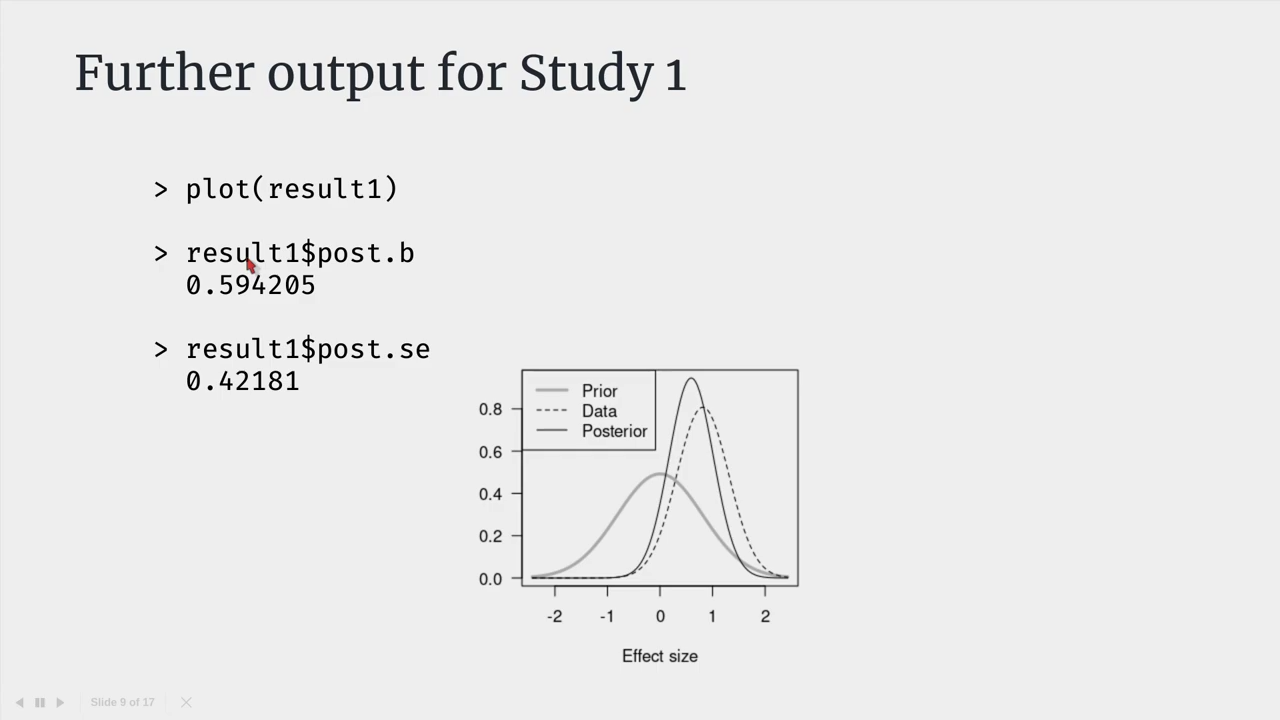 Further output for Study 1
> plot(result1)
> result1$post.b
0.594205
> result1$post.se
0.42181
Prior
Data
Posterior
0.8
0.6
0.4
0.2
0.0
-2 -1 0 1 2
Effect size
Slide 9 of 17